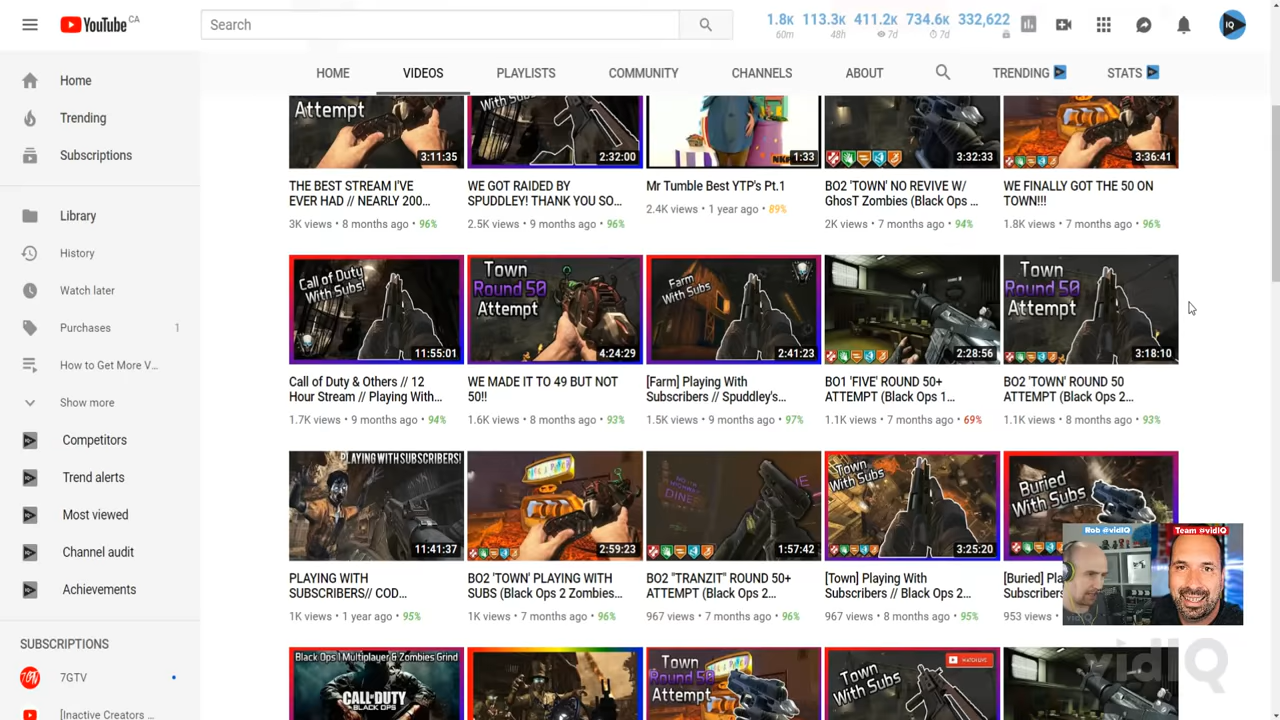 YouTube CA
Search
1.8K 113.3K 411.2K 734.6K 332,622
60m 48h 7d 7d
HOME VIDEOS PLAYLISTS COMMUNITY CHANNELS ABOUT TRENDING STATS
Home
Trending
Subscriptions
Library
History
Watch later
Purchases 1
How to Get More V...
Show more
Competitors
Trend alerts
Most viewed
Channel audit
Achievements
SUBSCRIPTIONS
7GTV
[Inactive Creators ...
Attempt
3:11:35
With Subs
2:32:00
1:33
3:32:33
3:36:41
THE BEST STREAM I'VE
EVER HAD // NEARLY 200...
3K views • 8 months ago • 96%
WE GOT RAIDED BY
SPUDDLEY! THANK YOU SO...
2.5K views • 9 months ago • 96%
Mr Tumble Best YTP's Pt.1
2.4K views • 1 year ago • 89%
BO2 'TOWN' NO REVIVE W/
GhosT Zombies (Black Ops ...
2K views • 7 months ago • 94%
WE FINALLY GOT THE 50 ON
TOWN!!!
1.8K views • 7 months ago • 96%
Call of Duty
With Subs
11:55:01
Town
Round 50
Attempt
4:24:29
Farm
With Subs
2:41:23
2:28:56
Town
Round 50
Attempt
3:18:10
Call of Duty & Others // 12
Hour Stream // Playing With...
1.7K views • 9 months ago • 94%
WE MADE IT TO 49 BUT NOT
50!!
1.6K views • 8 months ago • 93%
[Farm] Playing With
Subscribers // Spuddley's...
1.5K views • 9 months ago • 97%
BO1 'FIVE' ROUND 50+
ATTEMPT (Black Ops 1...
1.1K views • 7 months ago • 69%
BO2 'TOWN' ROUND 50
ATTEMPT (Black Ops 2...
1.1K views • 8 months ago • 93%
PLAYING WITH SUBSCRIBERS!
11:41:37
2:59:23
DINE
1:57:42
Town
With Subs
3:25:20
Buried
With Subs
PLAYING WITH
SUBSCRIBERS// COD...
1K views • 1 year ago • 95%
BO2 'TOWN' PLAYING WITH
SUBS (Black Ops 2 Zombies...
1K views • 7 months ago • 96%
BO2 "TRANZIT" ROUND 50+
ATTEMPT (Black Ops 2...
967 views • 7 months ago • 96%
[Town] Playing With
Subscribers // Black Ops 2...
967 views • 8 months ago • 95%
[Buried] Pla
Subscribers
953 views •
Rob @vidIQ
Team @vidIQ
Black Ops 1 Multiplayer & Zombies Grind
CALL OF DUTY
BLACK OPS
Town
Round 50
Attempt
Town
With Subs
vidIQ